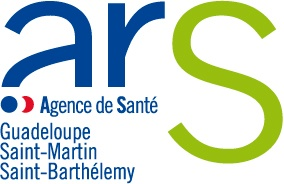 ars
Agence de Santé
Guadeloupe
Saint-Martin
Saint-Barthélemy